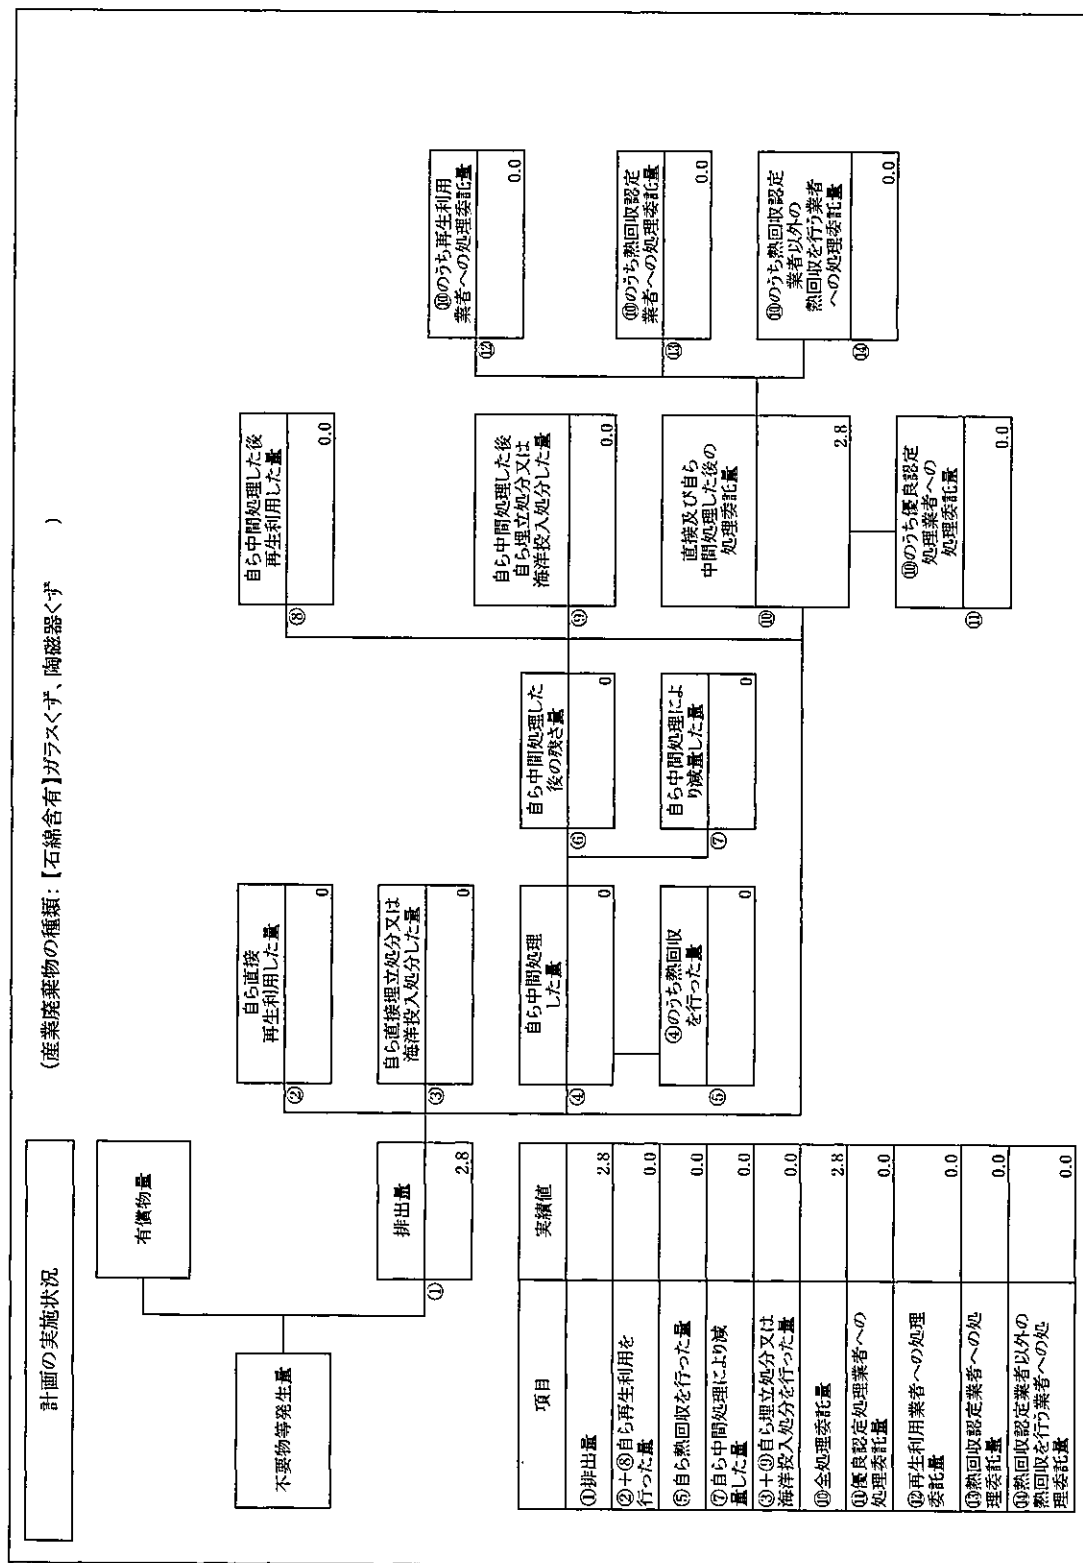 計画の実施状況
(産業廃棄物の種類:【石綿含有】ガラスくず、陶磁器くず )
不要物等発生量
有償物量
①
排出量
2.8
②
自ら直接
再生利用した量
0
③
自ら直接埋立処分又は
海洋投入処分した量
0
④
自ら中間処理
した量
0
⑤
④のうち熱回収
を行った量
0
⑥
自ら中間処理した
後の残さ量
0
⑦
自ら中間処理によ
り減量した量
0
⑧
自ら中間処理した後
再生利用した量
0.0
⑨
自ら中間処理した後
自ら埋立処分又は
海洋投入処分した量
0.0
⑩
直接及び自ら
中間処理した後の
処理委託量
2.8
⑪
⑩のうち優良認定
処理業者への
処理委託量
0.0
⑫
⑩のうち再生利用
業者への処理委託量
0.0
⑬
⑩のうち熱回収認定
業者への処理委託量
0.0
⑭
⑩のうち熱回収認定
業者以外の
熱回収を行う業者
への処理委託量
0.0
項目 実績値
①排出量 2.8
②+⑧自ら再生利用を
行った量 0.0
⑤自ら熱回収を行った量 0.0
⑦自ら中間処理により減
量した量 0.0
③+⑨自ら埋立処分又は
海洋投入処分を行った量 0.0
⑩全処理委託量 2.8
⑪優良認定処理業者への
処理委託量 0.0
⑫再生利用業者への処理
委託量 0.0
⑬熱回収認定業者への処
理委託量 0.0
⑭熱回収認定業者以外の
熱回収を行う業者への処
理委託量 0.0